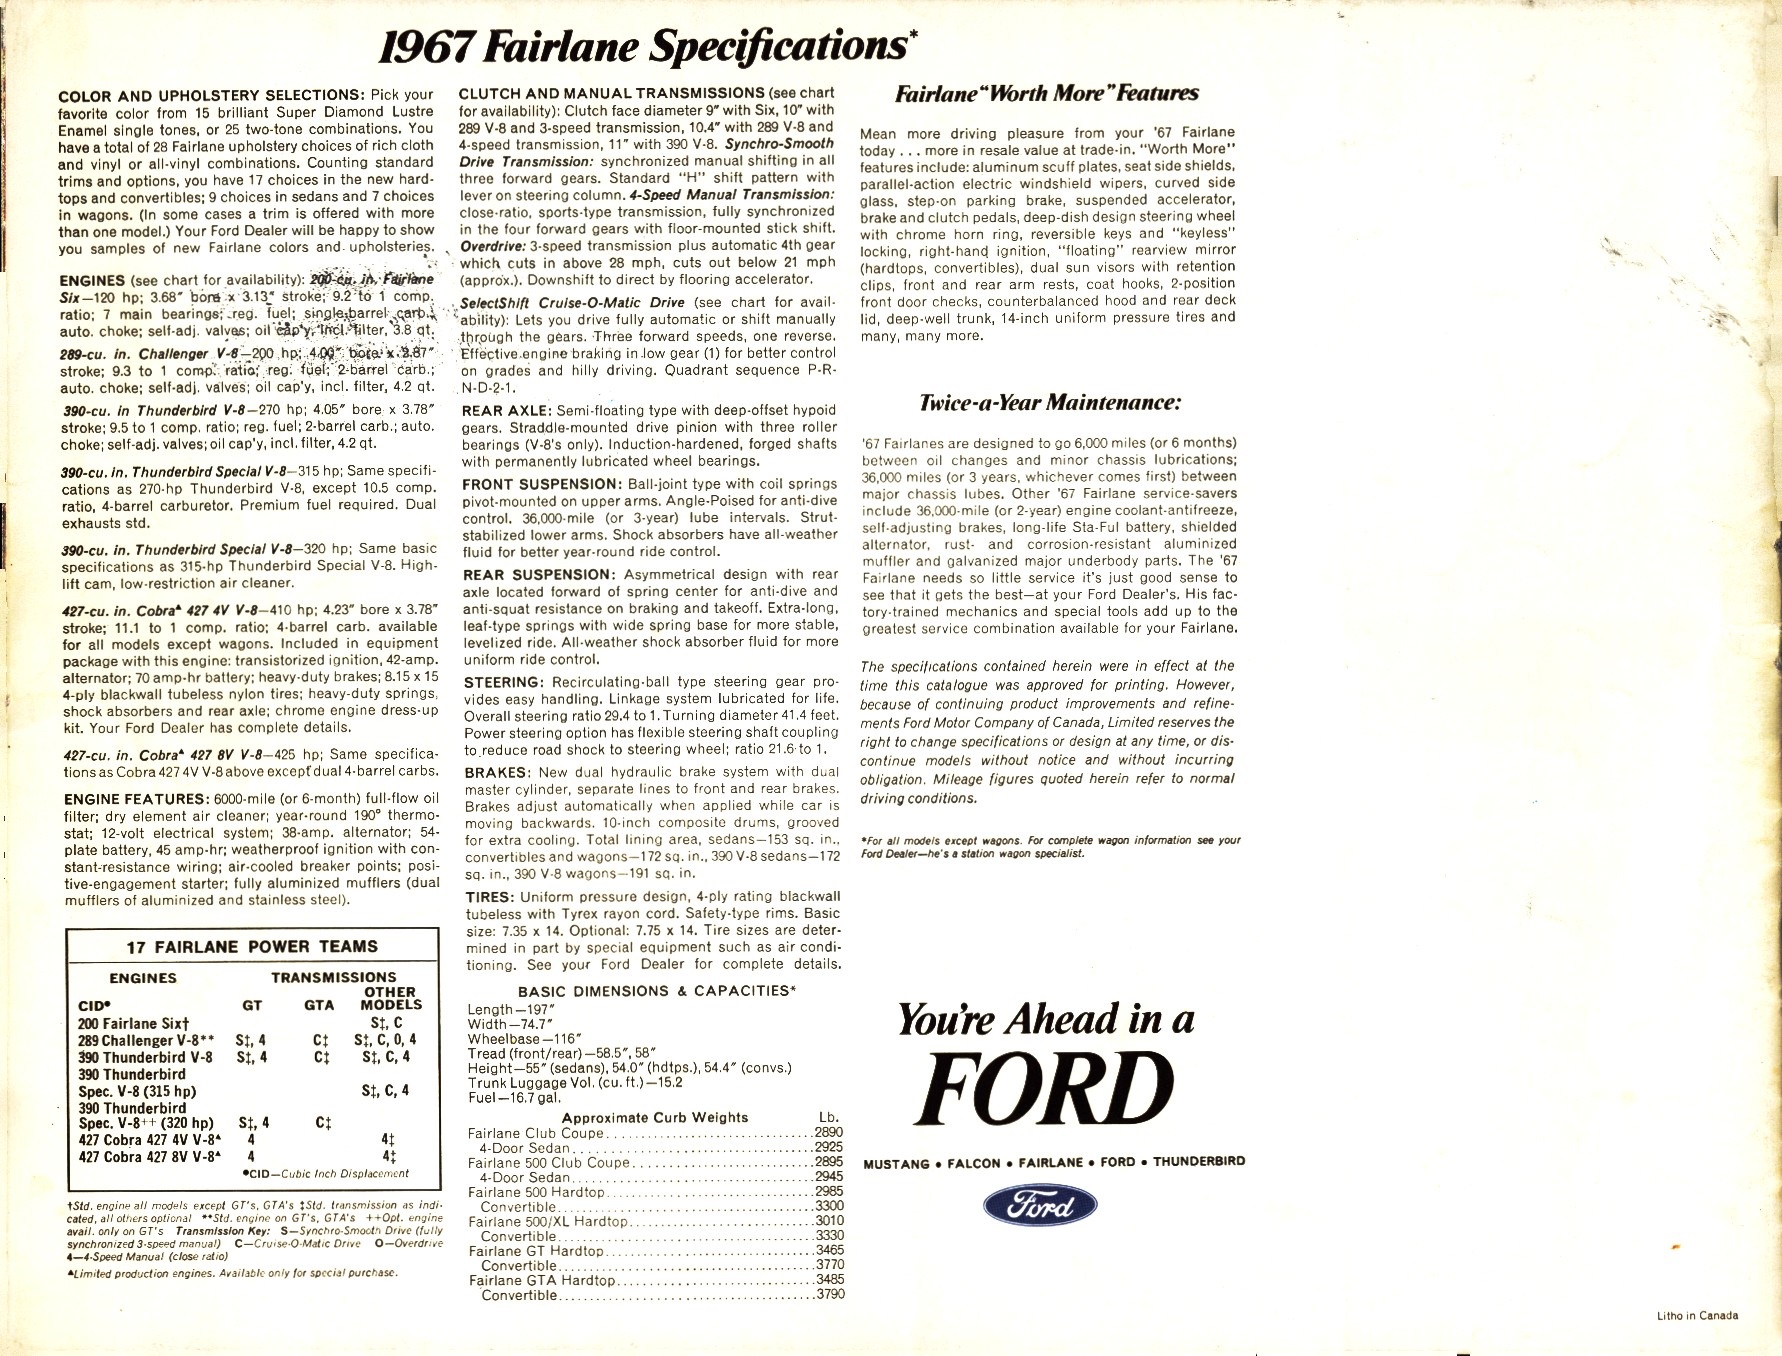 1967 Fairlane Specifications*
COLOR AND UPHOLSTERY SELECTIONS: Pick your
favorite color from 15 brilliant Super Diamond Lustre
Enamel single tones, or 25 two-tone combinations. You
have a total of 28 Fairlane upholstery choices of rich cloth
and vinyl or all-vinyl combinations. Counting standard
trims and options, you have 17 choices in the new hard-
tops and convertibles; 9 choices in sedans and 7 choices
in wagons. (In some cases a trim is offered with more
than one model.) Your Ford Dealer will be happy to show
you samples of new Fairlane colors and upholsteries.
ENGINES (see chart for availability): 200-cu. in. Fairlane
Six—120 hp; 3.68″ bore x 3.13″ stroke; 9.2 to 1 comp.
ratio; 7 main bearings; reg. fuel; single-barrel carb.;
auto. choke; self-adj. valves; oil cap'y, incl. filter, 3.8 qt.
289-cu. in. Challenger V-8—200 hp; 4.00″ bore x 2.87″
stroke; 9.3 to 1 comp. ratio; reg. fuel; 2-barrel carb.;
auto. choke; self-adj. valves; oil cap'y, incl. filter, 4.2 qt.
390-cu. in Thunderbird V-8—270 hp; 4.05″ bore x 3.78″
stroke; 9.5 to 1 comp. ratio; reg. fuel; 2-barrel carb.; auto.
choke; self-adj. valves; oil cap'y, incl. filter, 4.2 qt.
390-cu. in. Thunderbird Special V-8—315 hp; Same specifi-
cations as 270-hp Thunderbird V-8, except 10.5 comp.
ratio, 4-barrel carburetor. Premium fuel required. Dual
exhausts std.
390-cu. in. Thunderbird Special V-8—320 hp; Same basic
specifications as 315-hp Thunderbird Special V-8. High-
lift cam, low-restriction air cleaner.
427-cu. in. Cobra▲ 427 4V V-8—410 hp; 4.23″ bore x 3.78″
stroke; 11.1 to 1 comp. ratio; 4-barrel carb. available
for all models except wagons. Included in equipment
package with this engine: transistorized ignition, 42-amp.
alternator; 70 amp-hr battery; heavy-duty brakes; 8.15 x 15
4-ply blackwall tubeless nylon tires; heavy-duty springs,
shock absorbers and rear axle; chrome engine dress-up
kit. Your Ford Dealer has complete details.
427-cu. in. Cobra▲ 427 8V V-8—425 hp; Same specifica-
tions as Cobra 427 4V V-8 above except dual 4-barrel carbs.
ENGINE FEATURES: 6000-mile (or 6-month) full-flow oil
filter; dry element air cleaner; year-round 190° thermo-
stat; 12-volt electrical system; 38-amp. alternator; 54-
plate battery, 45 amp-hr; weatherproof ignition with con-
stant-resistance wiring; air-cooled breaker points; posi-
tive-engagement starter; fully aluminized mufflers (dual
mufflers of aluminized and stainless steel).
17 FAIRLANE POWER TEAMS
ENGINES TRANSMISSIONS
CID● GT GTA OTHER MODELS
200 Fairlane Six† S‡, C
289 Challenger V-8** S‡, 4 C‡ S‡, C, O, 4
390 Thunderbird V-8 S‡, 4 C‡ S‡, C, 4
390 Thunderbird
Spec. V-8 (315 hp) S‡, C, 4
390 Thunderbird
Spec. V-8++ (320 hp) S‡, 4 C‡
427 Cobra 427 4V V-8▲ 4 4‡
427 Cobra 427 8V V-8▲ 4 4‡
●CID—Cubic Inch Displacement
†Std. engine all models except GT's, GTA's ‡Std. transmission as indi-
cated, all others optional **Std. engine on GT's, GTA's ++Opt. engine
avail. only on GT's Transmission Key: S—Synchro-Smooth Drive (fully
synchronized 3-speed manual) C—Cruise-O-Matic Drive O—Overdrive
4—4-Speed Manual (close ratio)
▲Limited production engines. Available only for special purchase.
CLUTCH AND MANUAL TRANSMISSIONS (see chart
for availability): Clutch face diameter 9″ with Six, 10″ with
289 V-8 and 3-speed transmission, 10.4″ with 289 V-8 and
4-speed transmission, 11″ with 390 V-8. Synchro-Smooth
Drive Transmission: synchronized manual shifting in all
three forward gears. Standard "H" shift pattern with
lever on steering column. 4-Speed Manual Transmission:
close-ratio, sports-type transmission, fully synchronized
in the four forward gears with floor-mounted stick shift.
Overdrive: 3-speed transmission plus automatic 4th gear
which cuts in above 28 mph, cuts out below 21 mph
(approx.). Downshift to direct by flooring accelerator.
SelectShift Cruise-O-Matic Drive (see chart for avail-
ability): Lets you drive fully automatic or shift manually
through the gears. Three forward speeds, one reverse.
Effective engine braking in low gear (1) for better control
on grades and hilly driving. Quadrant sequence P-R-
N-D-2-1.
REAR AXLE: Semi-floating type with deep-offset hypoid
gears. Straddle-mounted drive pinion with three roller
bearings (V-8's only). Induction-hardened, forged shafts
with permanently lubricated wheel bearings.
FRONT SUSPENSION: Ball-joint type with coil springs
pivot-mounted on upper arms. Angle-Poised for anti-dive
control. 36,000-mile (or 3-year) lube intervals. Strut-
stabilized lower arms. Shock absorbers have all-weather
fluid for better year-round ride control.
REAR SUSPENSION: Asymmetrical design with rear
axle located forward of spring center for anti-dive and
anti-squat resistance on braking and takeoff. Extra-long,
leaf-type springs with wide spring base for more stable,
levelized ride. All-weather shock absorber fluid for more
uniform ride control.
STEERING: Recirculating-ball type steering gear pro-
vides easy handling. Linkage system lubricated for life.
Overall steering ratio 29.4 to 1. Turning diameter 41.4 feet.
Power steering option has flexible steering shaft coupling
to reduce road shock to steering wheel; ratio 21.6 to 1.
BRAKES: New dual hydraulic brake system with dual
master cylinder, separate lines to front and rear brakes.
Brakes adjust automatically when applied while car is
moving backwards. 10-inch composite drums, grooved
for extra cooling. Total lining area, sedans—153 sq. in.,
convertibles and wagons—172 sq. in., 390 V-8 sedans—172
sq. in., 390 V-8 wagons—191 sq. in.
TIRES: Uniform pressure design, 4-ply rating blackwall
tubeless with Tyrex rayon cord. Safety-type rims. Basic
size: 7.35 x 14. Optional: 7.75 x 14. Tire sizes are deter-
mined in part by special equipment such as air condi-
tioning. See your Ford Dealer for complete details.
BASIC DIMENSIONS & CAPACITIES*
Length—197″
Width—74.7″
Wheelbase—116″
Tread (front/rear)—58.5″, 58″
Height—55″ (sedans), 54.0″ (hdtps.), 54.4″ (convs.)
Trunk Luggage Vol. (cu. ft.)—15.2
Fuel—16.7 gal.
Approximate Curb Weights Lb.
Fairlane Club Coupe 2890
4-Door Sedan 2925
Fairlane 500 Club Coupe 2895
4-Door Sedan 2945
Fairlane 500 Hardtop 2985
Convertible 3300
Fairlane 500/XL Hardtop 3010
Convertible 3330
Fairlane GT Hardtop 3465
Convertible 3770
Fairlane GTA Hardtop 3485
Convertible 3790
Fairlane "Worth More" Features
Mean more driving pleasure from your '67 Fairlane
today . . . more in resale value at trade-in. "Worth More"
features include: aluminum scuff plates, seat side shields,
parallel-action electric windshield wipers, curved side
glass, step-on parking brake, suspended accelerator,
brake and clutch pedals, deep-dish design steering wheel
with chrome horn ring, reversible keys and "keyless"
locking, right-hand ignition, "floating" rearview mirror
(hardtops, convertibles), dual sun visors with retention
clips, front and rear arm rests, coat hooks, 2-position
front door checks, counterbalanced hood and rear deck
lid, deep-well trunk, 14-inch uniform pressure tires and
many, many more.
Twice-a-Year Maintenance:
'67 Fairlanes are designed to go 6,000 miles (or 6 months)
between oil changes and minor chassis lubrications;
36,000 miles (or 3 years, whichever comes first) between
major chassis lubes. Other '67 Fairlane service-savers
include 36,000-mile (or 2-year) engine coolant-antifreeze,
self-adjusting brakes, long-life Sta-Ful battery, shielded
alternator, rust- and corrosion-resistant aluminized
muffler and galvanized major underbody parts. The '67
Fairlane needs so little service it's just good sense to
see that it gets the best—at your Ford Dealer's. His fac-
tory-trained mechanics and special tools add up to the
greatest service combination available for your Fairlane.
The specifications contained herein were in effect at the
time this catalogue was approved for printing. However,
because of continuing product improvements and refine-
ments Ford Motor Company of Canada, Limited reserves the
right to change specifications or design at any time, or dis-
continue models without notice and without incurring
obligation. Mileage figures quoted herein refer to normal
driving conditions.
*For all models except wagons. For complete wagon information see your
Ford Dealer—he's a station wagon specialist.
You're Ahead in a
FORD
MUSTANG ● FALCON ● FAIRLANE ● FORD ● THUNDERBIRD
Ford
Litho in Canada